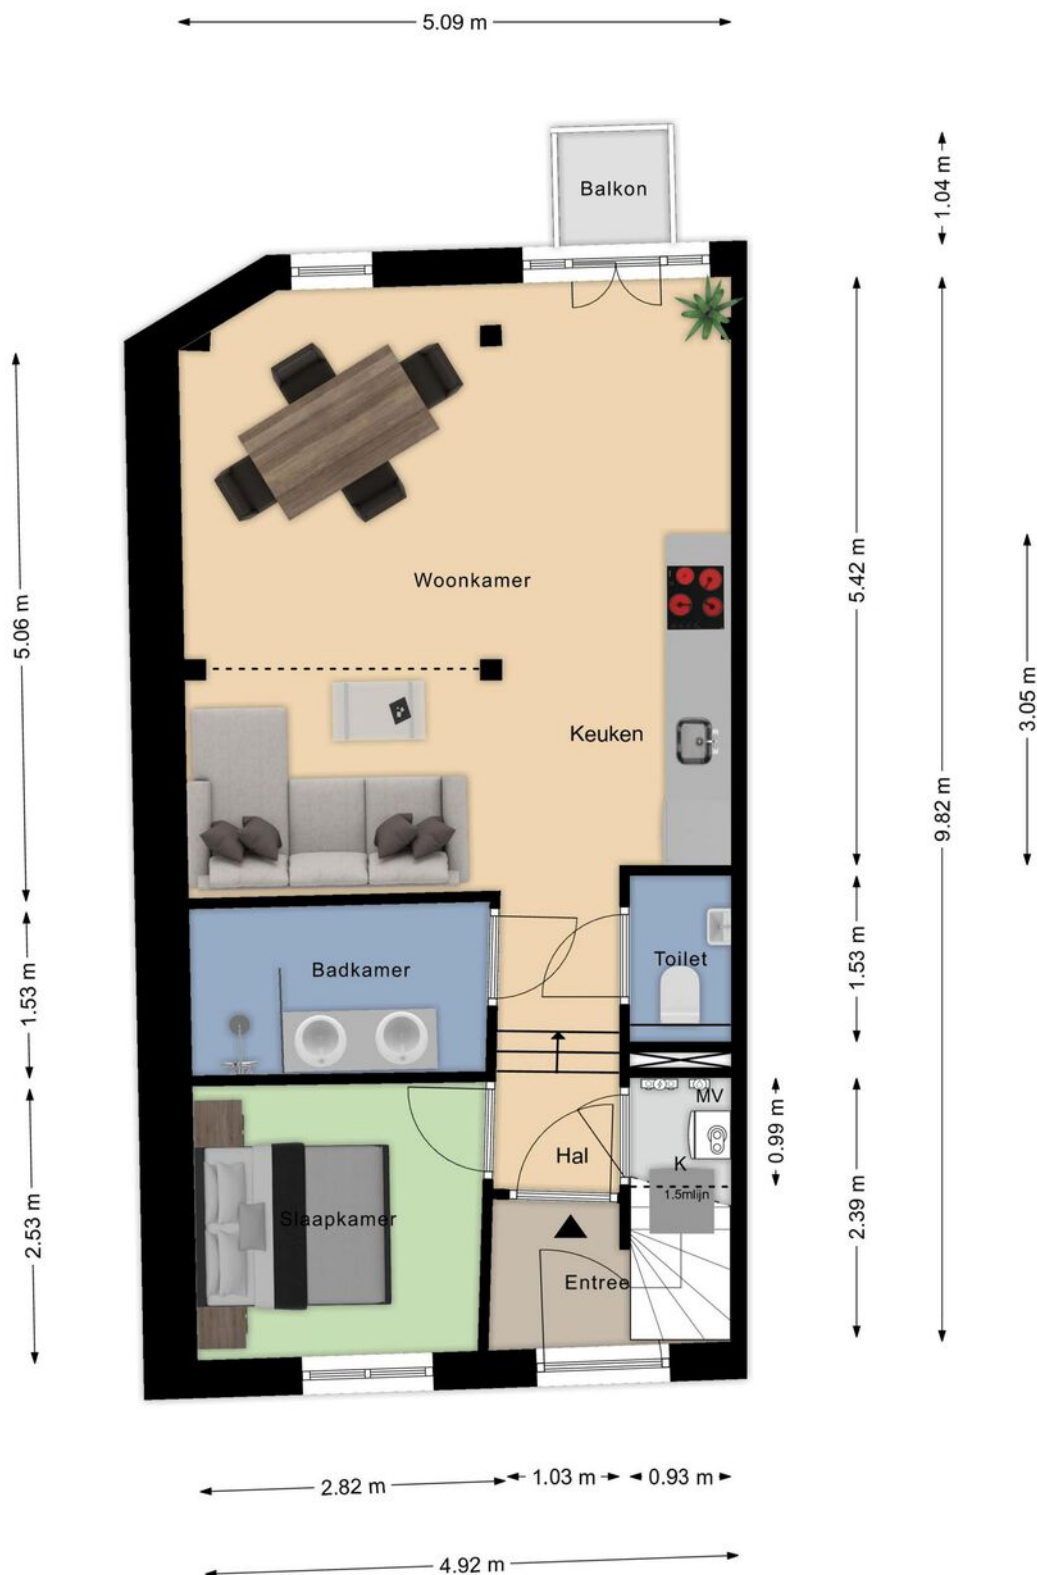 5.09 m
Balkon
1.04 m
5.06 m
Woonkamer
5.42 m
3.05 m
Keuken
9.82 m
Toilet
Badkamer
1.53 m
1.53 m
MV
Hal
K
0.99 m
1.5mlijn
Slaapkamer
2.53 m
2.39 m
Entree
2.82 m
1.03 m
0.93 m
4.92 m